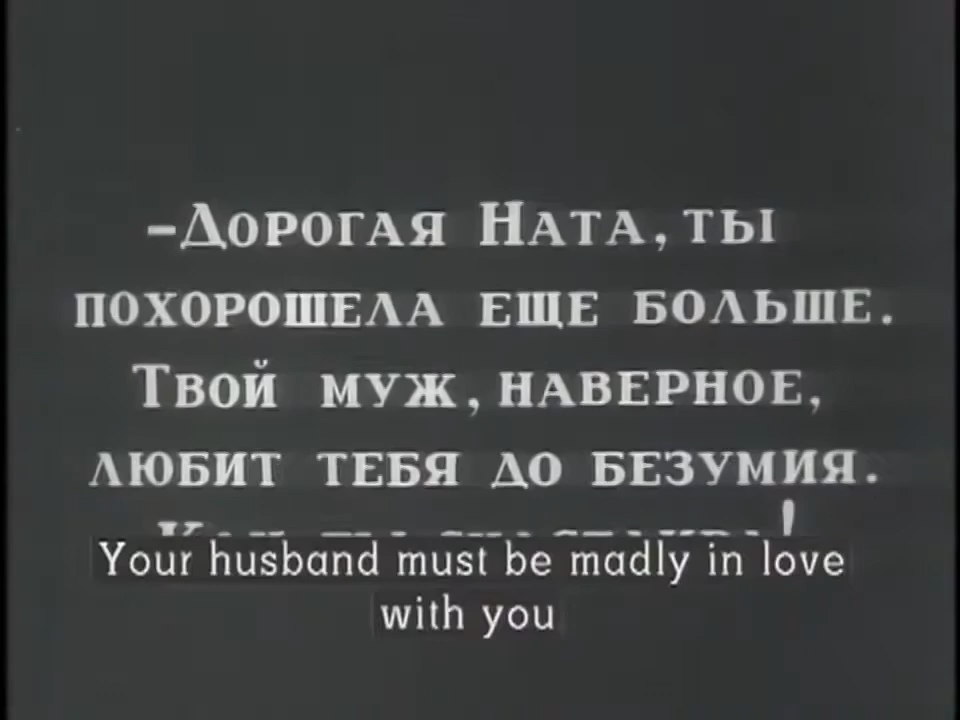 –Дорогая Ната, ты
похорошела еще больше.
Твой муж, наверное,
любит тебя до безумия.
Your husband must be madly in love
with you